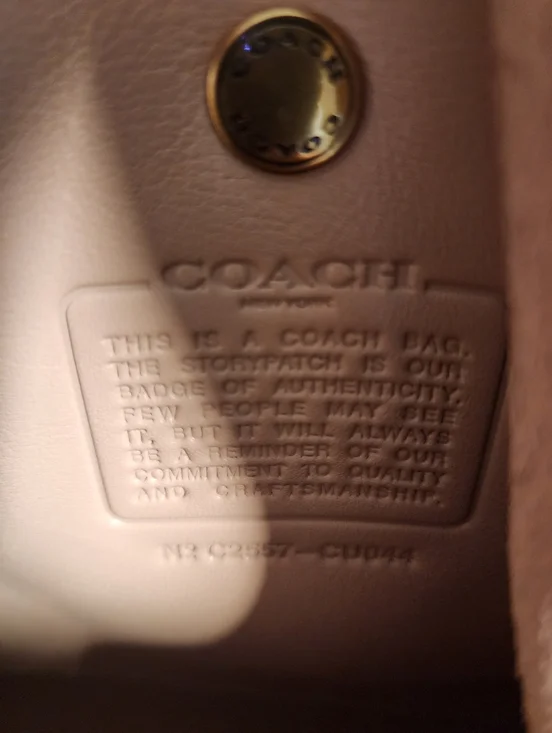 COACH
COACH
COACH
NEW YORK
THIS IS A COACH BAG.
THE STORYPATCH IS OUR
BADGE OF AUTHENTICITY.
FEW PEOPLE MAY SEE
IT, BUT IT WILL ALWAYS
BE A REMINDER OF OUR
COMMITMENT TO QUALITY
AND CRAFTSMANSHIP.
Nº